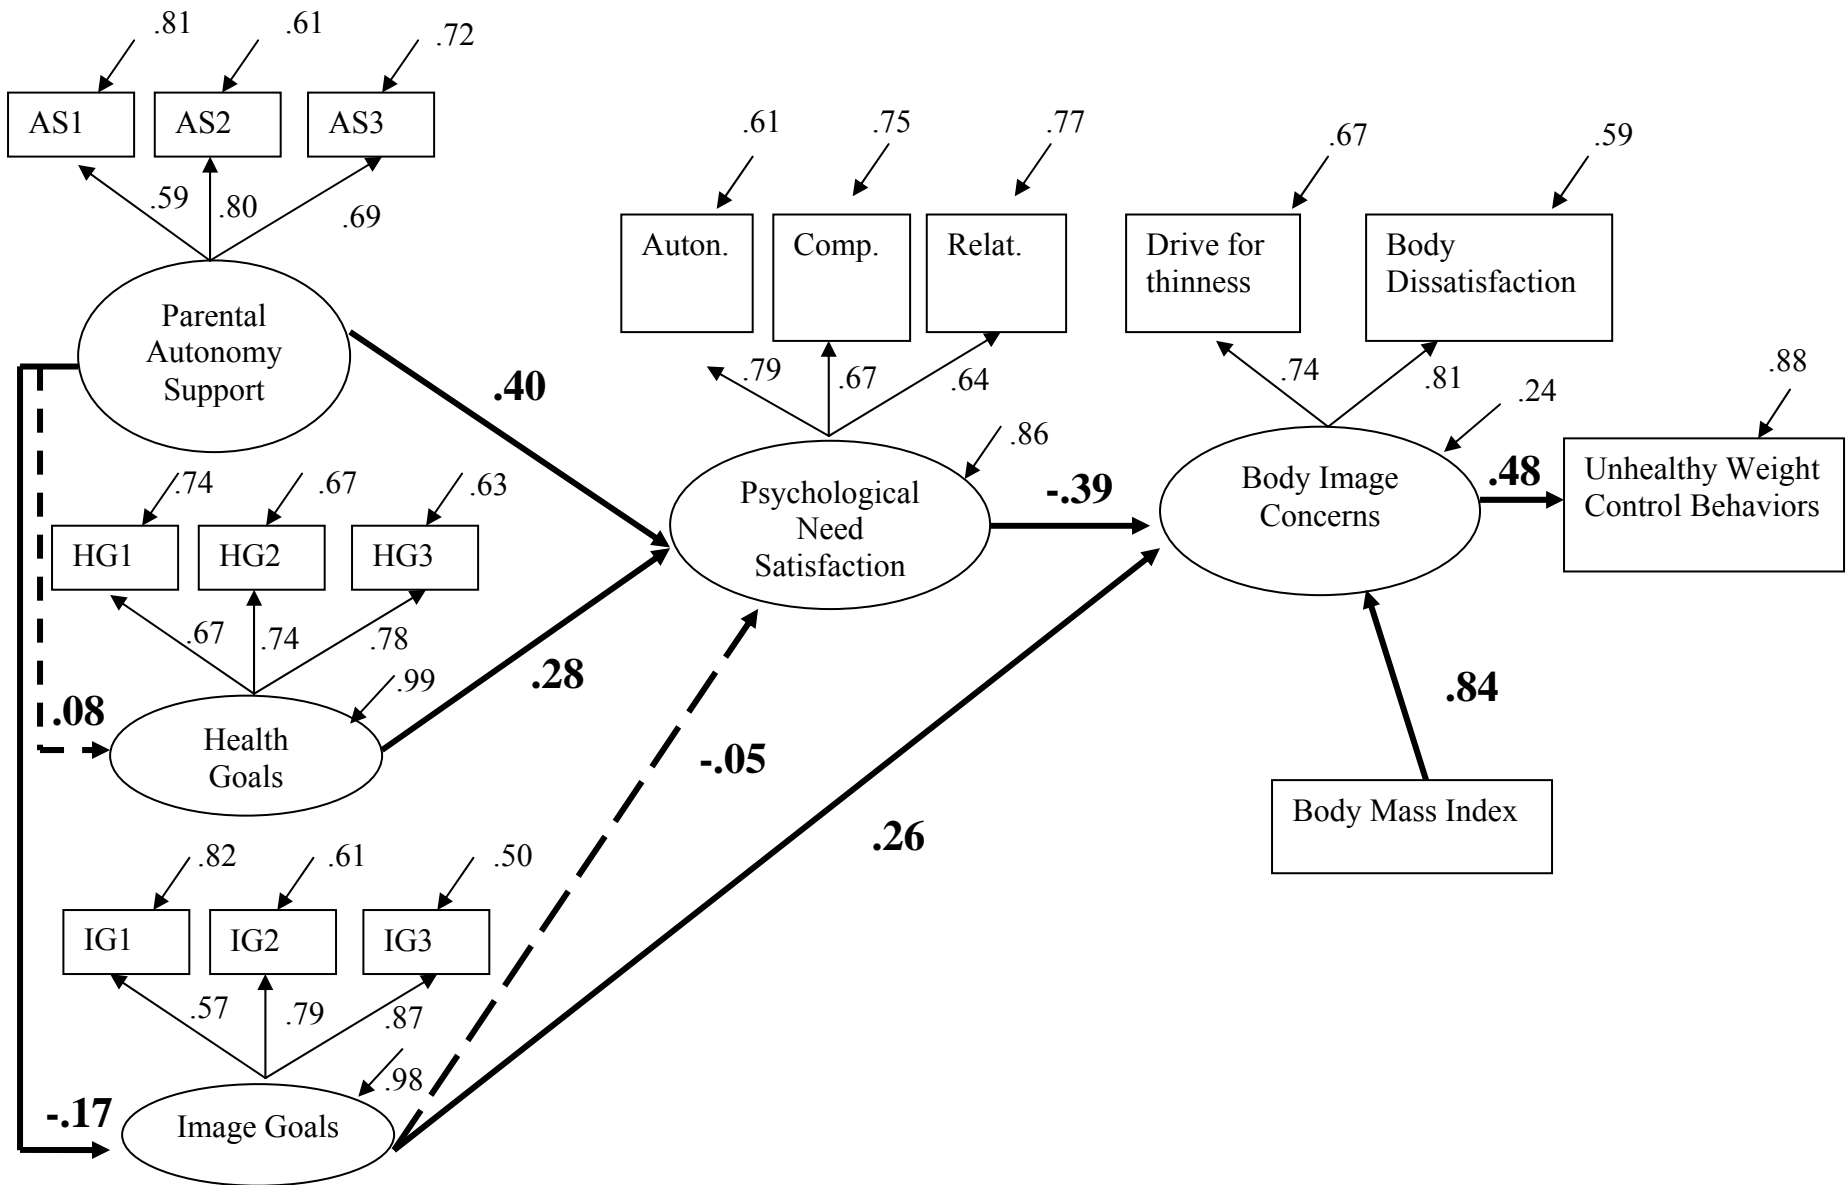 .81
.61
.72
AS1
AS2
AS3
.59
.80
.69
Parental
Autonomy
Support
.61
.75
.77
Auton.
Comp.
Relat.
.79
.67
.64
.67
.59
Drive for
thinness
Body
Dissatisfaction
.74
.81
.24
.88
.40
.86
Psychological
Need
Satisfaction
-.39
Body Image
Concerns
.48
Unhealthy Weight
Control Behaviors
.74
.67
.63
HG1
HG2
HG3
.67
.74
.78
.99
.08
Health
Goals
.28
-.05
.26
.84
Body Mass Index
.82
.61
.50
IG1
IG2
IG3
.57
.79
.87
.98
-.17
Image Goals